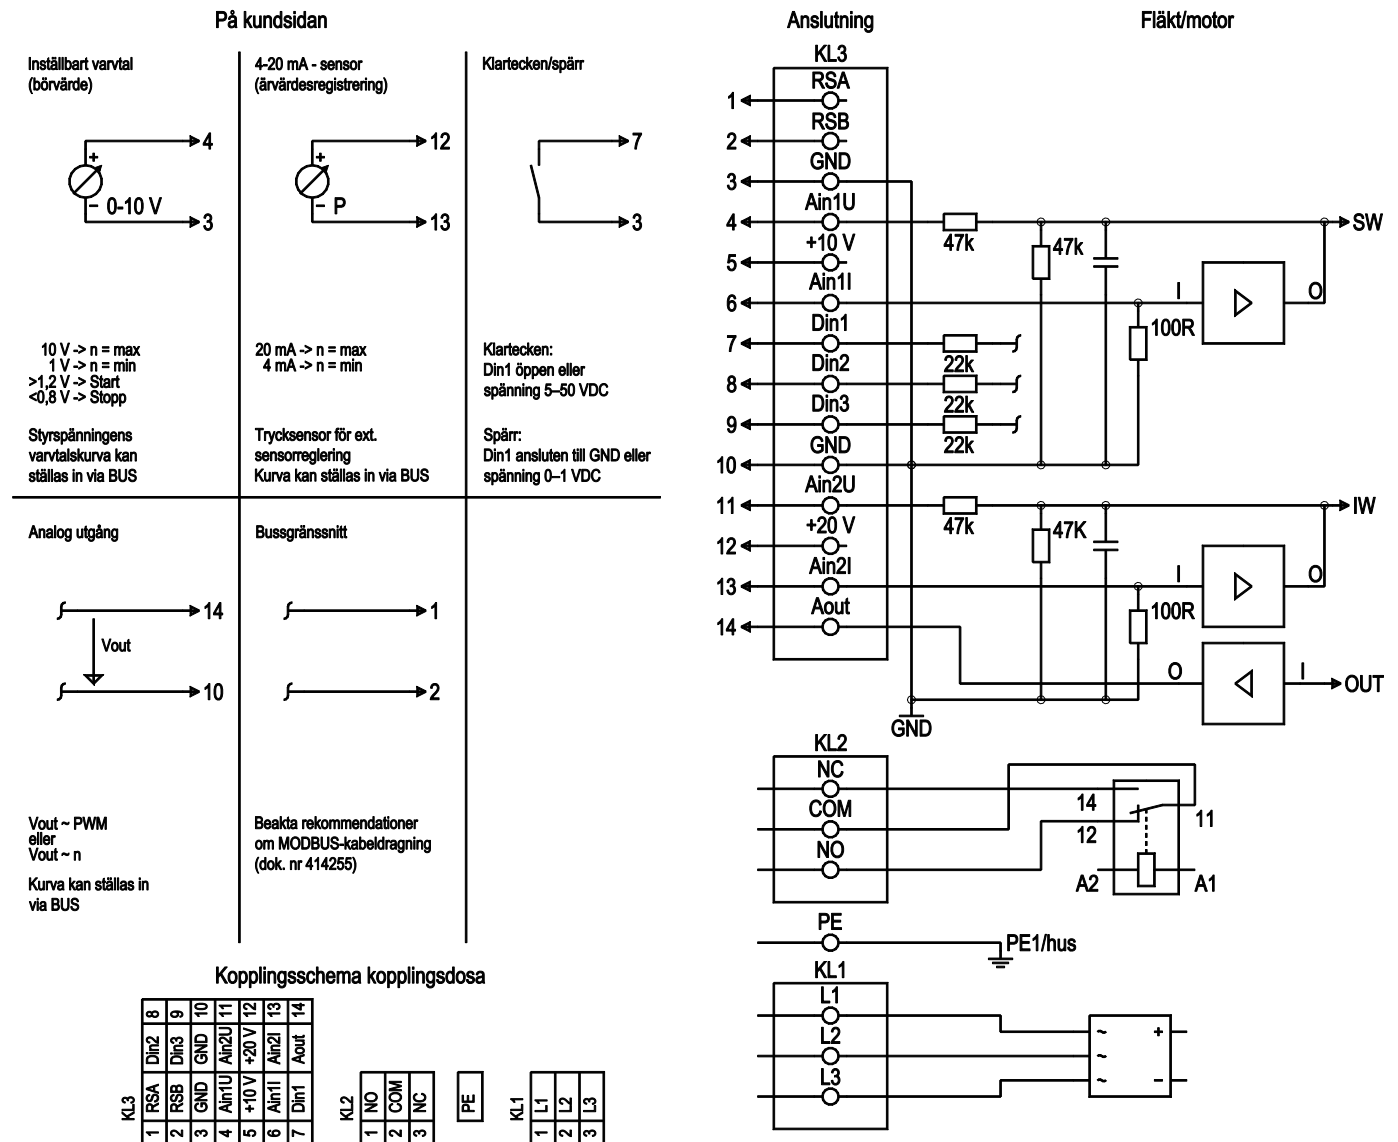 På kundsidan
Anslutning
Fläkt/motor
Inställbart varvtal
(börvärde)
4
+
− 0-10 V
3
10 V -> n = max
1 V -> n = min
>1,2 V -> Start
<0,8 V -> Stopp
Styrspänningens
varvtalskurva kan
ställas in via BUS
4-20 mA - sensor
(ärvärdesregistrering)
12
+
− P
13
20 mA -> n = max
4 mA -> n = min
Trycksensor för ext.
sensorreglering
Kurva kan ställas in via BUS
Klartecken/spärr
7
3
Klartecken:
Din1 öppen eller
spänning 5–50 VDC
Spärr:
Din1 ansluten till GND eller
spänning 0–1 VDC
Analog utgång
14
Vout
10
Vout ~ PWM
eller
Vout ~ n
Kurva kan ställas in
via BUS
Bussgränssnitt
1
2
Beakta rekommendationer
om MODBUS-kabeldragning
(dok. nr 414255)
KL3
RSA
1
RSB
2
GND
3
Ain1U
4 47k 47k SW
+10 V
5
Ain1I
6 I O 100R
Din1
7 22k
Din2
8 22k
Din3
9 22k
GND
10
Ain2U
11 47k 47K IW
+20 V
12
Ain2I
13 I O 100R
Aout
14
O I OUT
GND
KL2
NC
COM
NO
14
12
11
A2 A1
PE
PE1/hus
KL1
L1
L2
L3
~ +
~
~ −
Kopplingsschema kopplingsdosa
KL3
1 RSA Din2 8
2 RSB Din3 9
3 GND GND 10
4 Ain1U Ain2U 11
5 +10 V +20 V 12
6 Ain1I Ain2I 13
7 Din1 Aout 14
KL2
1 NO
2 COM
3 NC
PE
KL1
1 L1
2 L2
3 L3